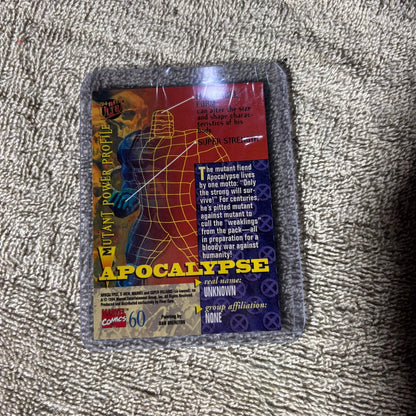 can alter the size
and shape charac-
teristics of his
body.
SUPER STRENGTH
MUTANT POWER PROFILE
The mutant fiend
Apocalypse lives
by one motto: "Only
the strong will sur-
vive!" For centuries,
he's pitted mutant
against mutant to
cull the "weaklings"
from the pack—all
in preparation for a
bloody war against
humanity!
APOCALYPSE
real name:
UNKNOWN
group affiliation:
NONE
MARVEL
COMICS
60
Painting by: